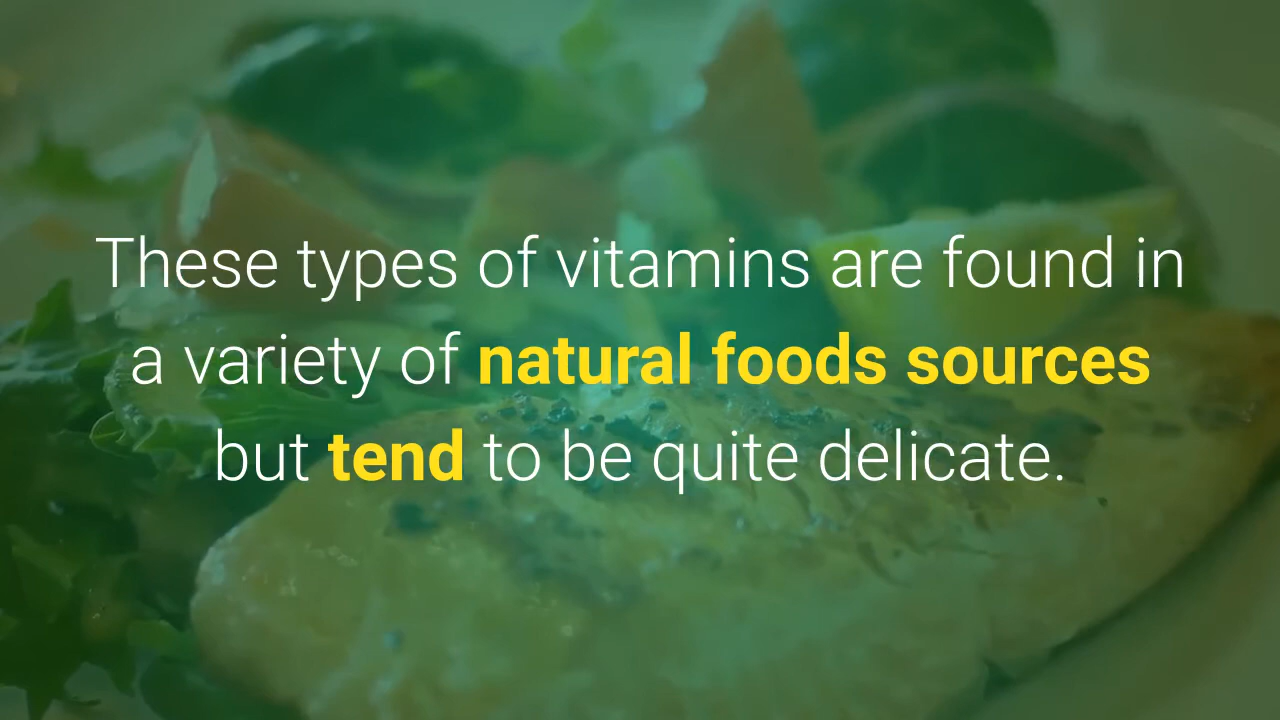 These types of vitamins are found in
a variety of natural foods sources
but tend to be quite delicate.